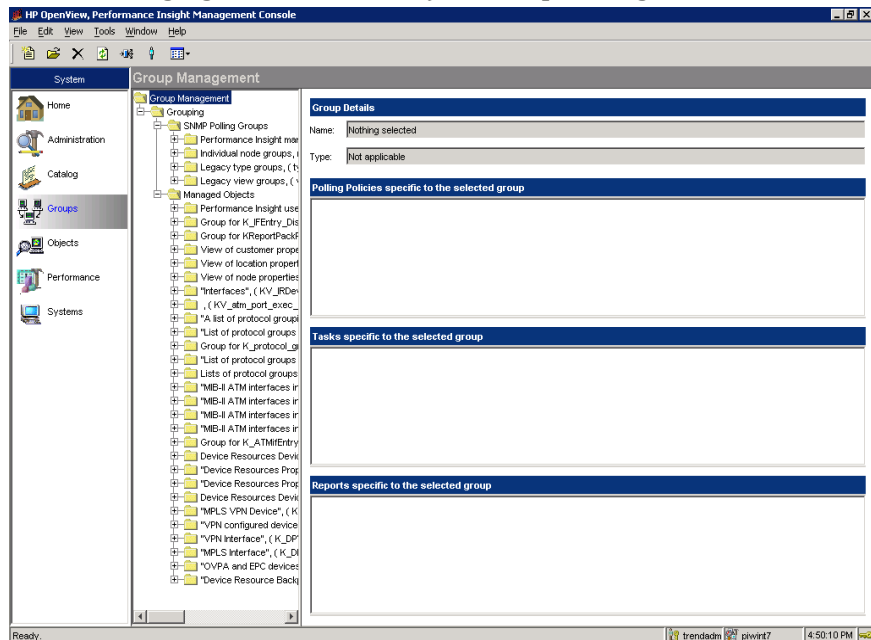 HP OpenView, Performance Insight Management Console
File Edit View Tools Window Help
System
Group Management
Home
Administration
Catalog
Groups
Objects
Performance
Systems
Group Management
Grouping
SNMP Polling Groups
Performance Insight mar
Individual node groups,
Legacy type groups, ( t
Legacy view groups, (
Managed Objects
Performance Insight use
Group for K_IFEntry_Dis
Group for KReportPackF
View of customer prope
View of location propert
View of node properties
"Interfaces", ( KV_IRDev
, ( KV_atm_port_exec_
"A list of protocol groupi
"List of protocol groups
Group for K_protocol_g
"List of protocol groups
Lists of protocol groups
"MIB-II ATM interfaces ir
"MIB-II ATM interfaces ir
"MIB-II ATM interfaces ir
"MIB-II ATM interfaces ir
Group for K_ATMifEntry
Device Resources Devic
"Device Resources Prop
"Device Resources Prop
Device Resources Devic
"MPLS VPN Device", ( K
"VPN configured device
"VPN Interface", ( K_DP
"MPLS Interface", ( K_D
"OVPA and EPC devices
"Device Resource Back
Group Details
Name: Nothing selected
Type: Not applicable
Polling Policies specific to the selected group
Tasks specific to the selected group
Reports specific to the selected group
Ready.
trendadm piwint7 4:50:10 PM